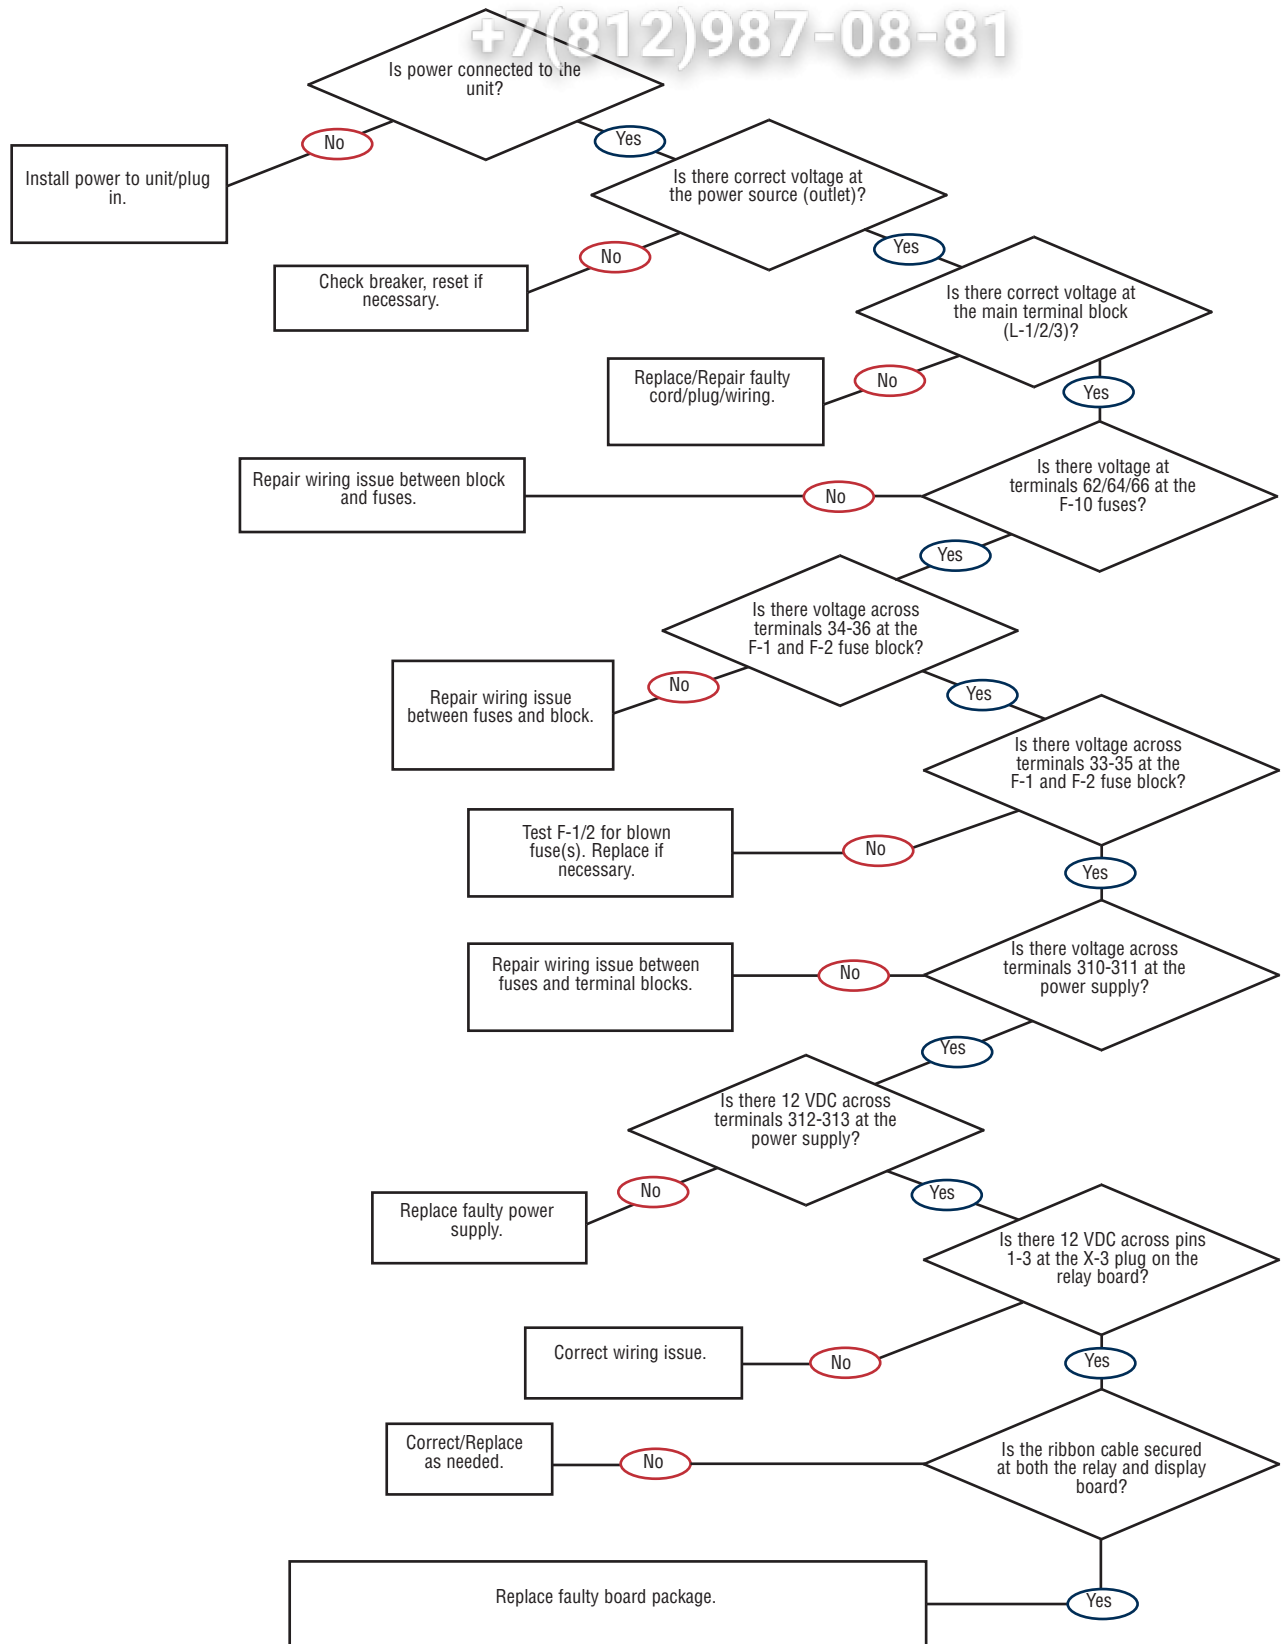 +7(812)987-08-81
Is power connected to the
unit?
No
Yes
Install power to unit/plug
in.
Is there correct voltage at
the power source (outlet)?
No
Yes
Check breaker, reset if
necessary.
Is there correct voltage at
the main terminal block
(L-1/2/3)?
No
Yes
Replace/Repair faulty
cord/plug/wiring.
Is there voltage at
terminals 62/64/66 at the
F-10 fuses?
No
Repair wiring issue between block
and fuses.
Yes
Is there voltage across
terminals 34-36 at the
F-1 and F-2 fuse block?
No
Yes
Repair wiring issue
between fuses and block.
Is there voltage across
terminals 33-35 at the
F-1 and F-2 fuse block?
No
Test F-1/2 for blown
fuse(s). Replace if
necessary.
Yes
Is there voltage across
terminals 310-311 at the
power supply?
No
Repair wiring issue between
fuses and terminal blocks.
Yes
Is there 12 VDC across
terminals 312-313 at the
power supply?
No
Yes
Replace faulty power
supply.
Is there 12 VDC across pins
1-3 at the X-3 plug on the
relay board?
No
Correct wiring issue.
Yes
Is the ribbon cable secured
at both the relay and display
board?
No
Correct/Replace
as needed.
Yes
Replace faulty board package.